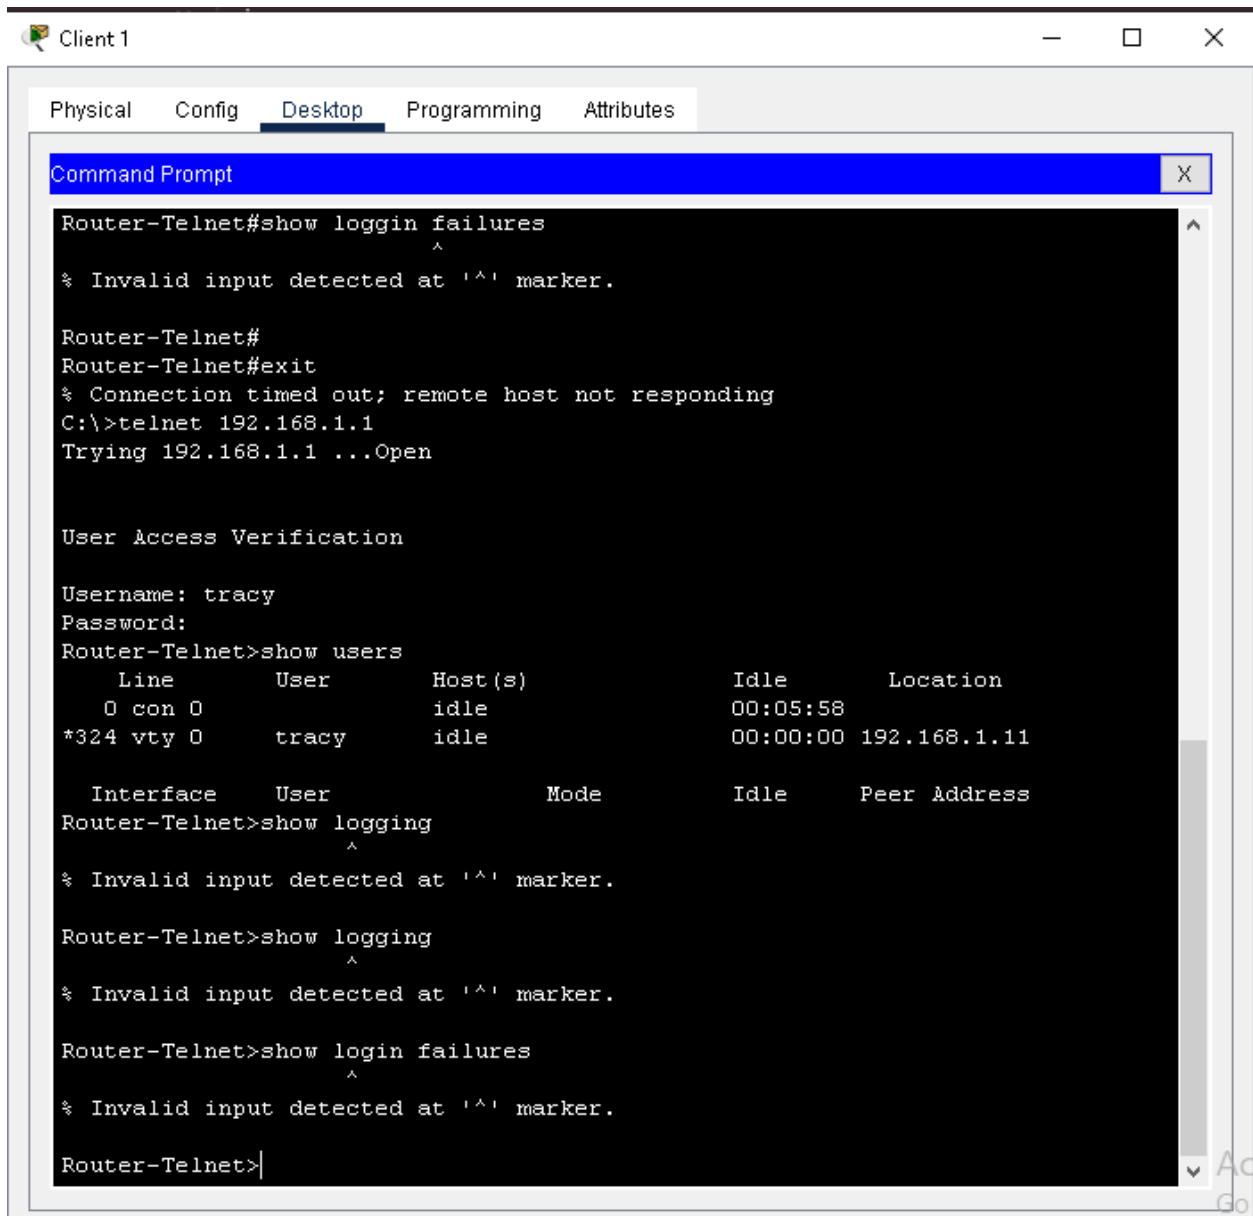 Client 1
Physical Config Desktop Programming Attributes
Command Prompt X
Router-Telnet#show loggin failures
^
% Invalid input detected at '^' marker.
Router-Telnet#
Router-Telnet#exit
% Connection timed out; remote host not responding
C:\>telnet 192.168.1.1
Trying 192.168.1.1 ...Open
User Access Verification
Username: tracy
Password:
Router-Telnet>show users
Line User Host(s) Idle Location
0 con 0 idle 00:05:58
*324 vty 0 tracy idle 00:00:00 192.168.1.11
Interface User Mode Idle Peer Address
Router-Telnet>show logging
^
% Invalid input detected at '^' marker.
Router-Telnet>show logging
^
% Invalid input detected at '^' marker.
Router-Telnet>show login failures
^
% Invalid input detected at '^' marker.
Router-Telnet>
Ac
Go